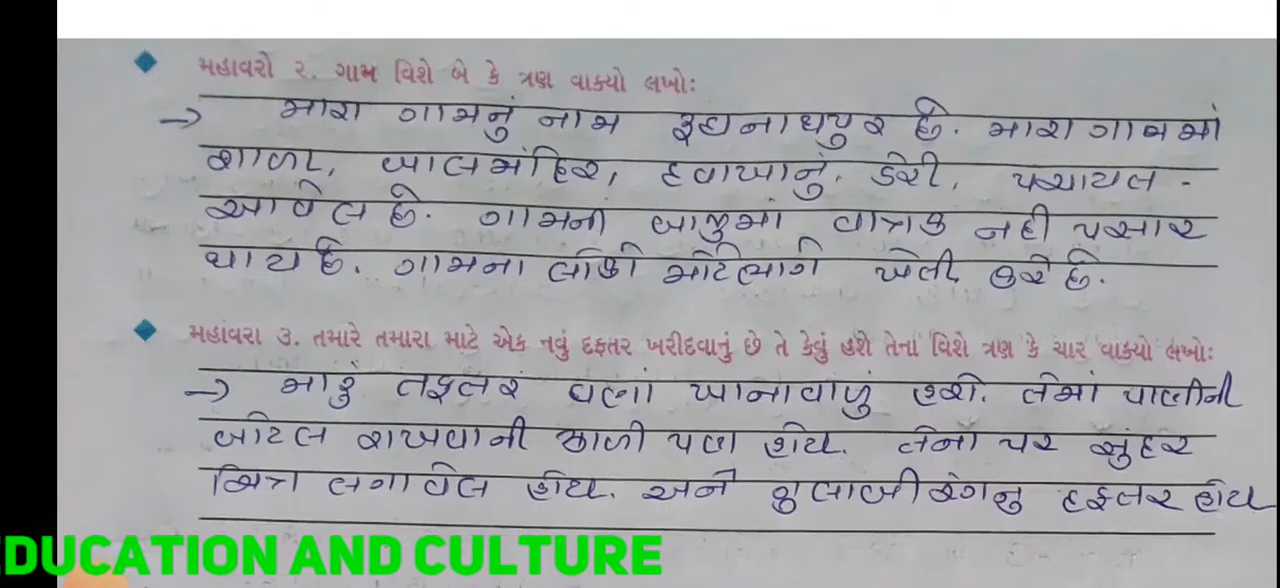 મહાવરો ૨. ગામ વિશે બે કે ત્રણ વાક્યો લખો:
→ મારા ગામનું નામ રૂઘનાથપુર છે. મારા ગામમાં
શાળા, બાલમંદિર, દવાખાનું, ડેરી, પંચાયત -
આવેલ છે. ગામની બાજુમાં વાત્રક નદી પસાર
થાય છે. ગામના લોકો મોટેભાગે ખેતી કરે છે.
મહાવરા ૩. તમારે તમારા માટે એક નવું દફતર ખરીદવાનું છે તે કેવું હશે તેના વિશે ત્રણ કે ચાર વાક્યો લખો:
→ મારું દફતર ઘણાં ખાનાવાળું હશે. તેમાં પાણીની
બોટલ રાખવાની જાળી પણ હોય. તેના પર સુંદર
ચિત્ર લગાવેલ હોય. અને ગુલાબી રંગનુ દફતર હોય
EDUCATION AND CULTURE